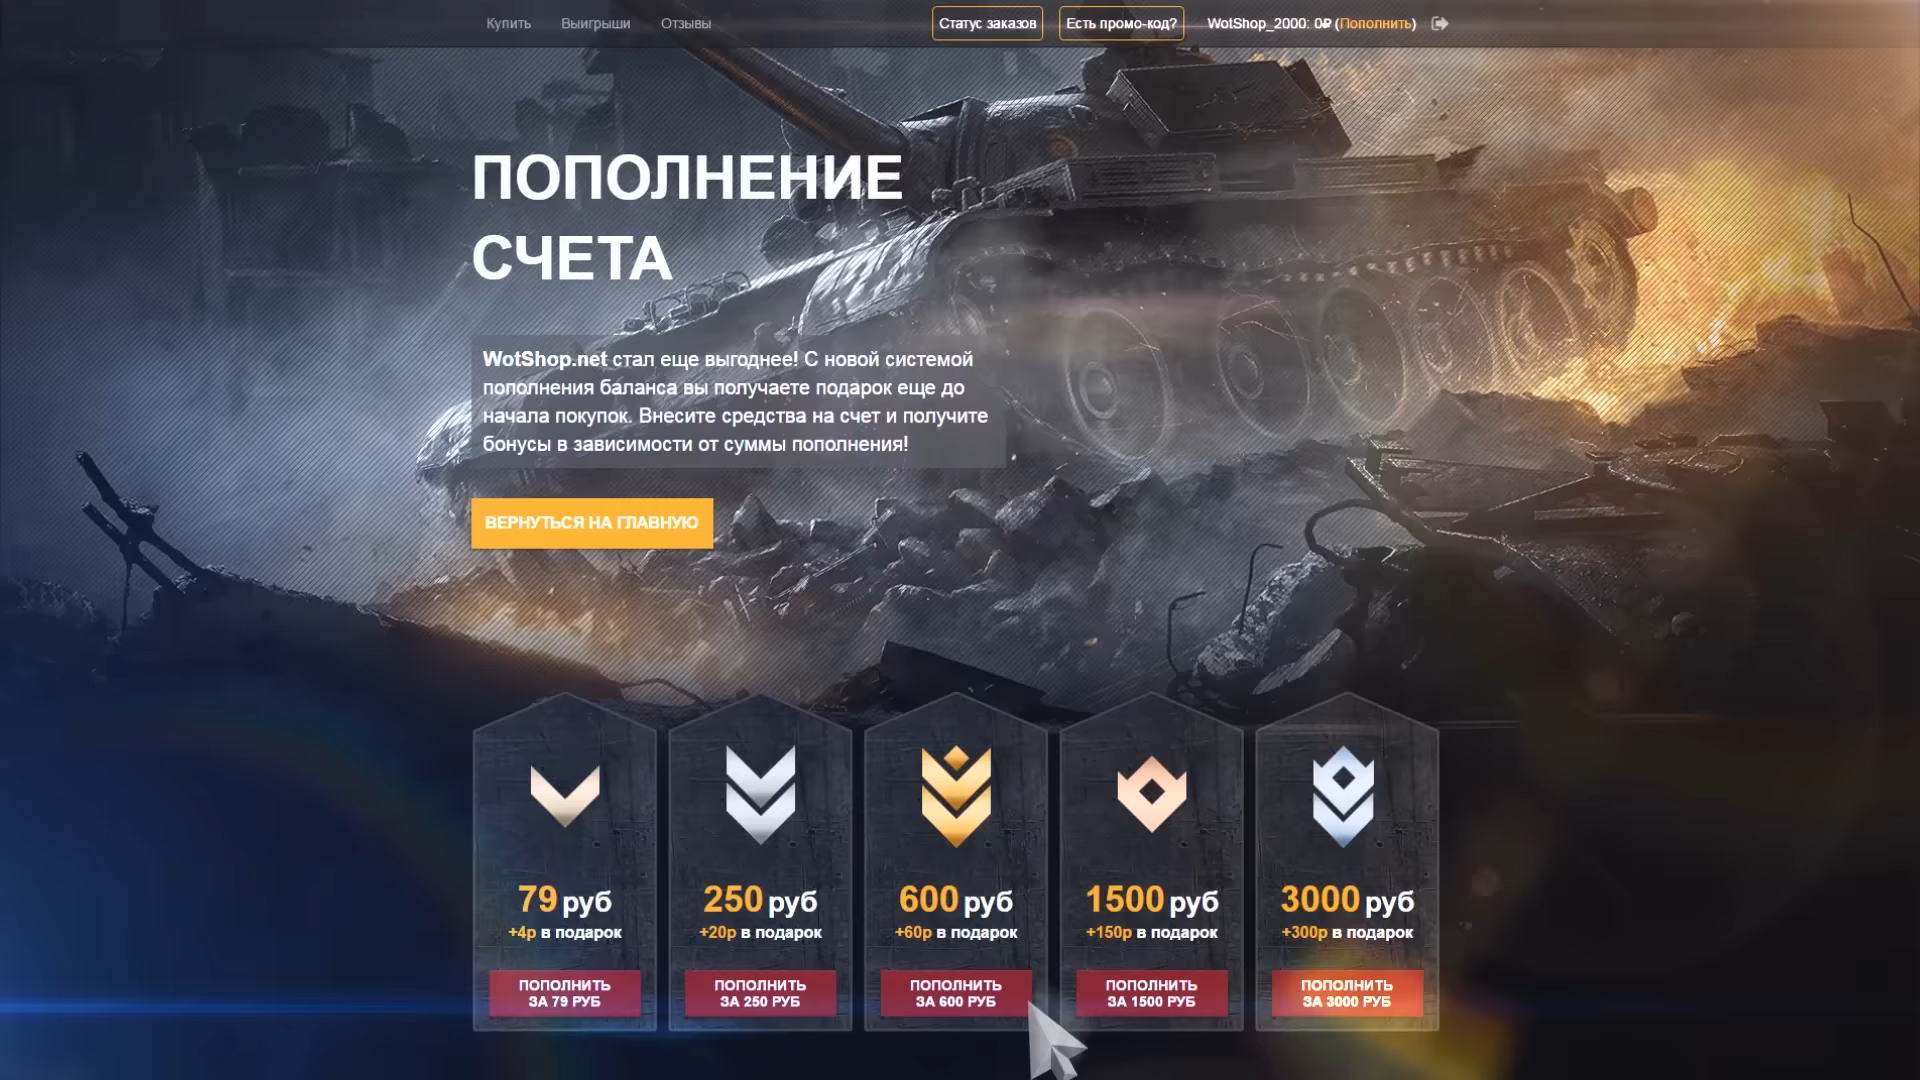 Купить Выигрыши Отзывы Статус заказов Есть промо-код? WotShop_2000: 0₽ (Пополнить)
ПОПОЛНЕНИЕ
СЧЕТА
WotShop.net стал еще выгоднее! С новой системой
пополнения баланса вы получаете подарок еще до
начала покупок. Внесите средства на счет и получите
бонусы в зависимости от суммы пополнения!
ВЕРНУТЬСЯ НА ГЛАВНУЮ
79 руб
+4р в подарок
ПОПОЛНИТЬ
ЗА 79 РУБ
250 руб
+20р в подарок
ПОПОЛНИТЬ
ЗА 250 РУБ
600 руб
+60р в подарок
ПОПОЛНИТЬ
ЗА 600 РУБ
1500 руб
+150р в подарок
ПОПОЛНИТЬ
ЗА 1500 РУБ
3000 руб
+300р в подарок
ПОПОЛНИТЬ
ЗА 3000 РУБ